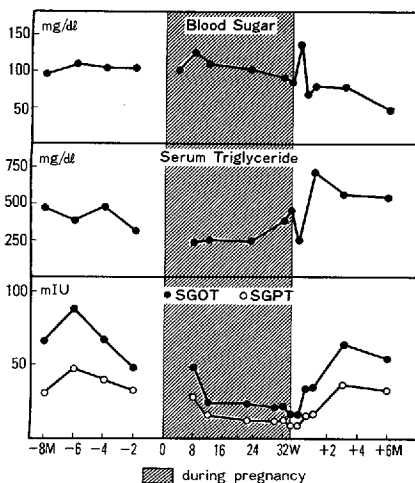 Blood Sugar
mg/dℓ
150
100
50
Serum Triglyceride
mg/dℓ
750
500
250
mIU
SGOT SGPT
100
50
-8M -6 -4 -2 0 8 16 24 32W +2 +4 +6M
during pregnancy